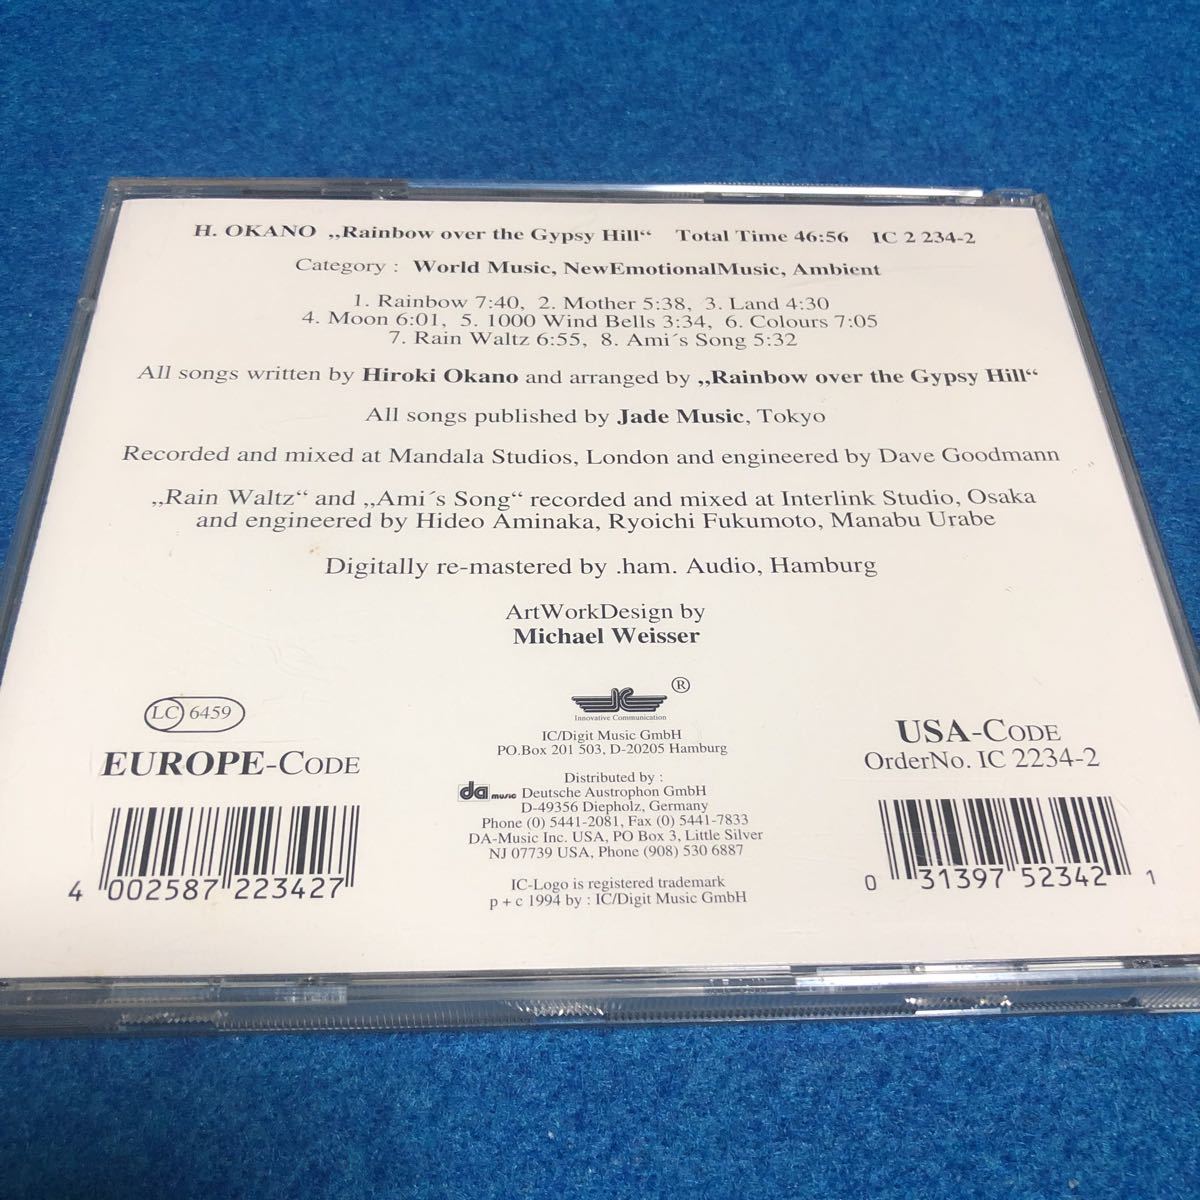 H. OKANO „Rainbow over the Gypsy Hill“ Total Time 46:56 IC 2 234-2
Category : World Music, NewEmotionalMusic, Ambient
1. Rainbow 7:40, 2. Mother 5:38, 3. Land 4:30
4. Moon 6:01, 5. 1000 Wind Bells 3:34, 6. Colours 7:05
7. Rain Waltz 6:55, 8. Ami´s Song 5:32
All songs written by Hiroki Okano and arranged by „Rainbow over the Gypsy Hill“
All songs published by Jade Music, Tokyo
Recorded and mixed at Mandala Studios, London and engineered by Dave Goodmann
„Rain Waltz“ and „Ami´s Song“ recorded and mixed at Interlink Studio, Osaka
and engineered by Hideo Aminaka, Ryoichi Fukumoto, Manabu Urabe
Digitally re-mastered by .ham. Audio, Hamburg
ArtWorkDesign by
Michael Weisser
LC 6459
EUROPE-CODE
4 002587 223427
IC ®
Innovative Communication
IC/Digit Music GmbH
PO.Box 201 503, D-20205 Hamburg
Distributed by :
da music Deutsche Austrophon GmbH
D-49356 Diepholz, Germany
Phone (0) 5441-2081, Fax (0) 5441-7833
DA-Music Inc. USA, PO Box 3, Little Silver
NJ 07739 USA, Phone (908) 530 6887
IC-Logo is registered trademark
p + c 1994 by : IC/Digit Music GmbH
USA-CODE
OrderNo. IC 2234-2
0 31397 52342 1